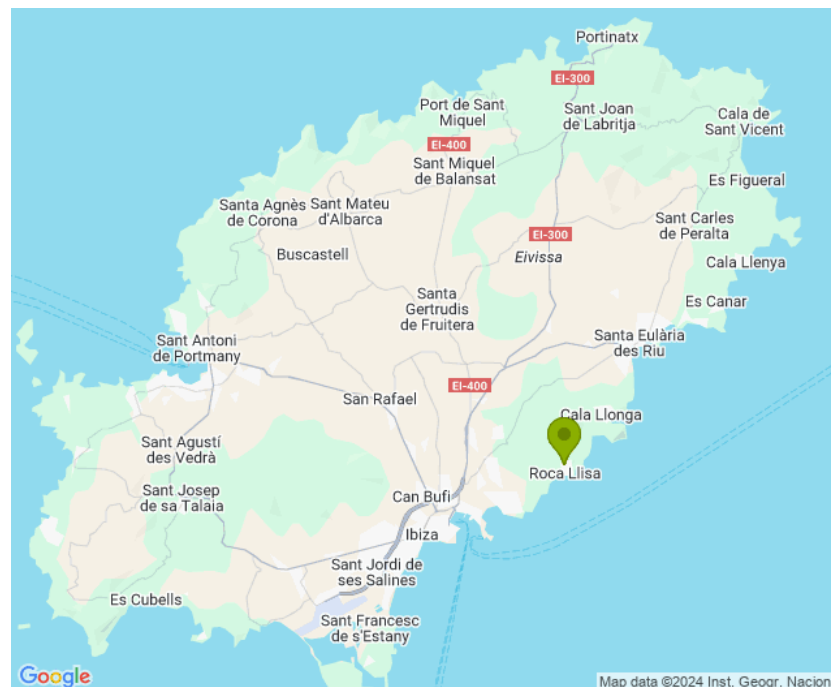 Portinatx
EI-300
Port de Sant
Miquel
Sant Joan
de Labritja
Cala de
Sant Vicent
EI-400
Sant Miquel
de Balansat
Es Figueral
Santa Agnès
de Corona
Sant Mateu
d'Albarca
Sant Carles
de Peralta
EI-300
Buscastell
Eivissa
Cala Llenya
Santa
Gertrudis
de Fruitera
Es Canar
Sant Antoni
de Portmany
Santa Eulària
des Riu
EI-400
San Rafael
Cala Llonga
Sant Agustí
des Vedrà
Roca Llisa
Sant Josep
de sa Talaia
Can Bufi
Ibiza
Sant Jordi de
ses Salines
Es Cubells
Sant Francesc
de s'Estany
Google
Map data ©2024 Inst. Geogr. Nacion